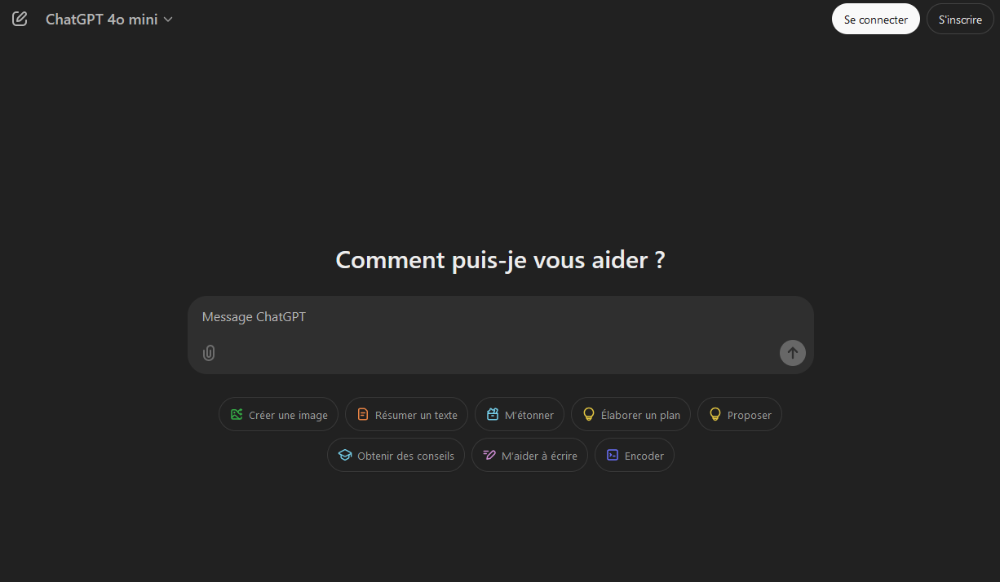 ChatGPT 4o mini
Se connecter
S'inscrire
Comment puis-je vous aider ?
Message ChatGPT
Créer une image
Résumer un texte
M'étonner
Élaborer un plan
Proposer
Obtenir des conseils
M'aider à écrire
Encoder